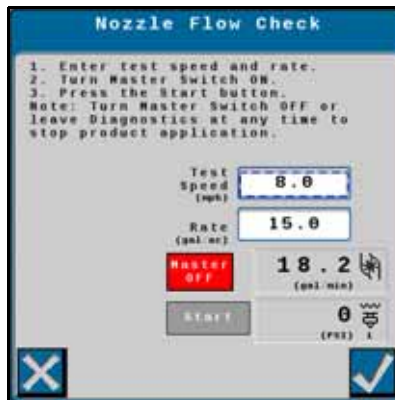 Nozzle Flow Check
1. Enter test speed and rate.
2. Turn Master Switch ON.
3. Press the Start button.
Note: Turn Master Switch OFF or
leave Diagnostics at any time to
stop product application.
Test
Speed
(mph)
8.0
Rate
(gal/ac)
15.0
Master
OFF
18.2
(gal/min)
Start
0
(PSI) 1